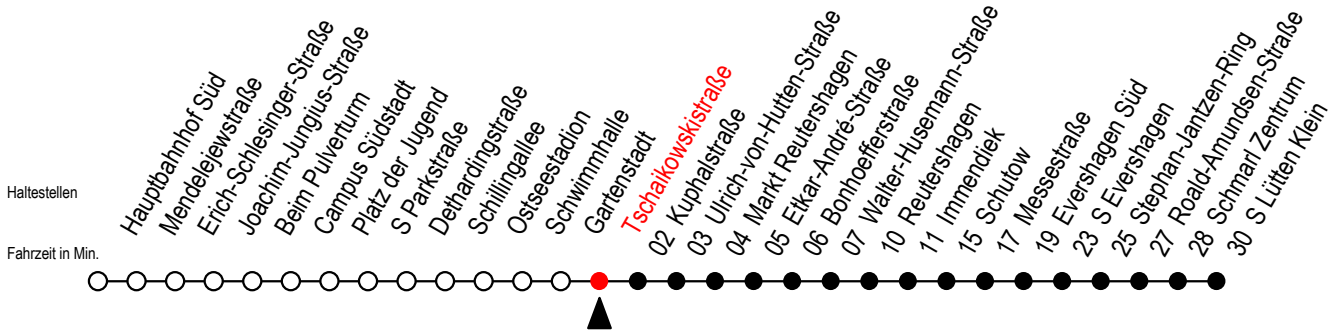 Haltestellen
Fahrzeit in Min.
Hauptbahnhof Süd
Mendelejewstraße
Erich-Schlesinger-Straße
Joachim-Jungius-Straße
Beim Pulverturm
Campus Südstadt
Platz der Jugend
S Parkstraße
Dethardingstraße
Schillingallee
Ostseestadion
Schwimmhalle
Gartenstadt
Tschaikowskistraße
02 Kuphalstraße
03 Ulrich-von-Hutten-Straße
04 Markt Reutershagen
05 Etkar-André-Straße
06 Bonhoefferstraße
07 Walter-Husemann-Straße
10 Reutershagen
11 Immendiek
15 Schutow
17 Messestraße
19 Evershagen Süd
23 S Evershagen
25 Stephan-Jantzen-Ring
27 Roald-Amundsen-Straße
28 Schmarl Zentrum
30 S Lütten Klein